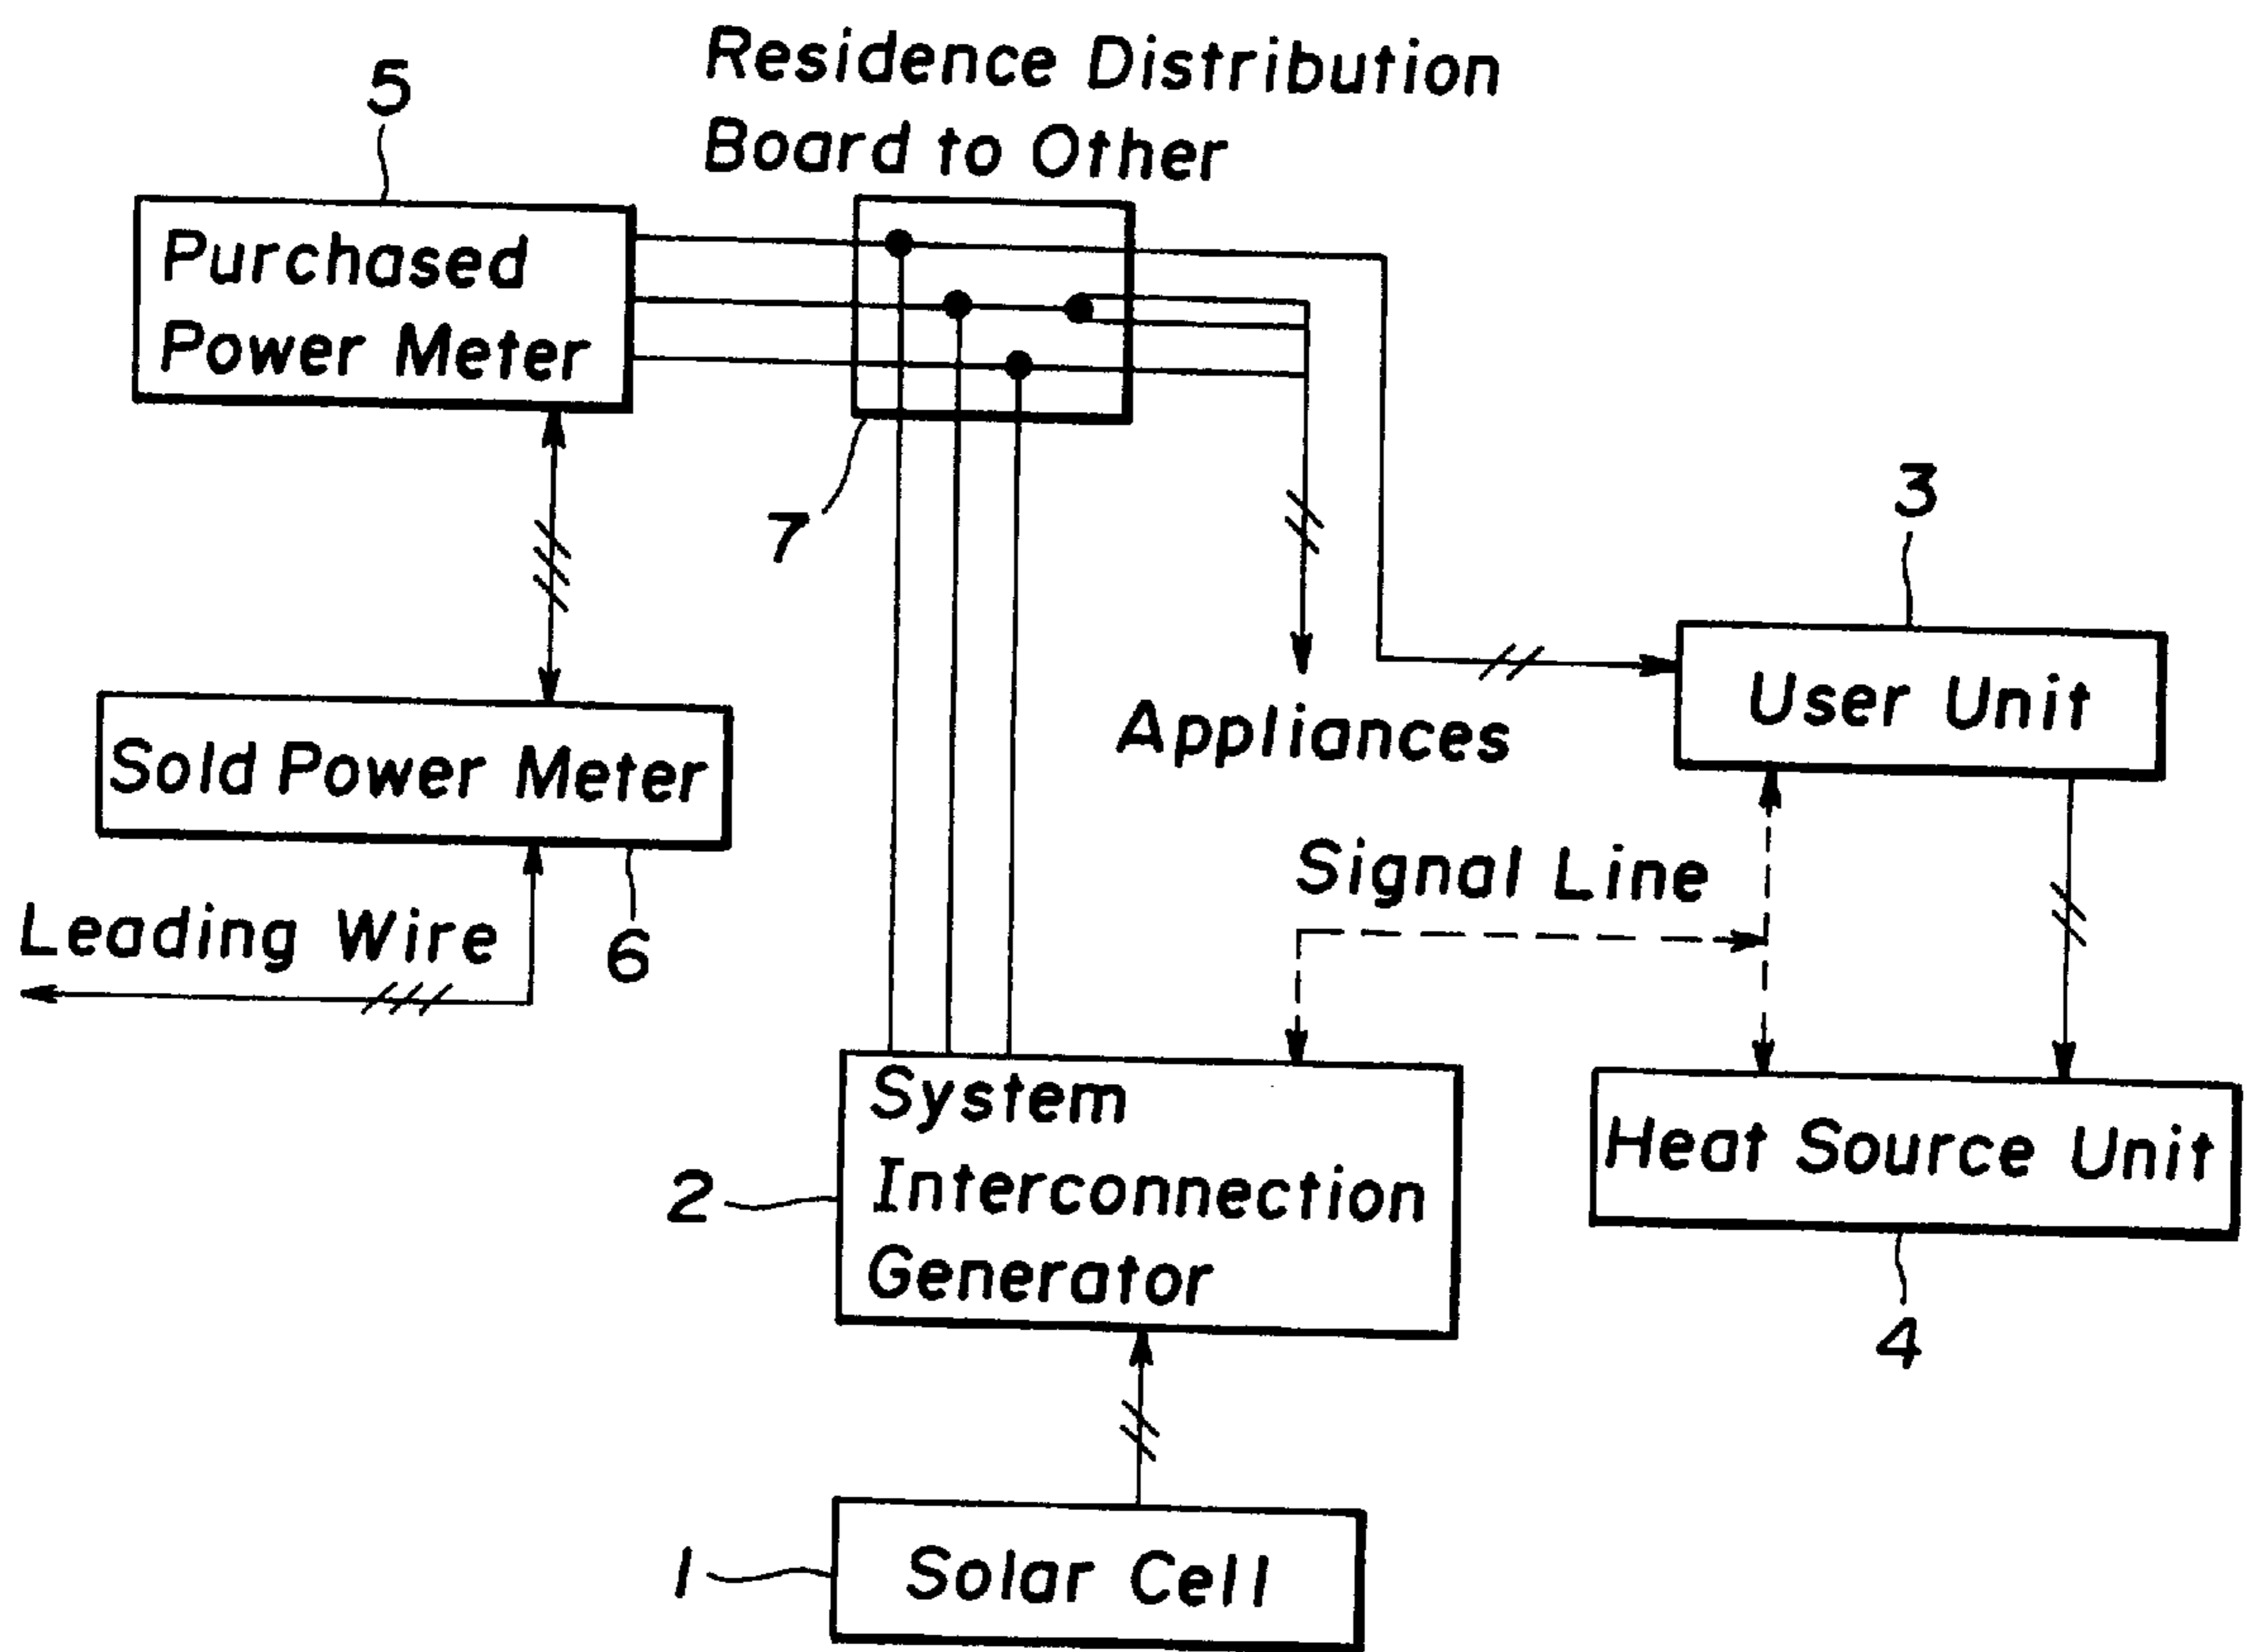 Residence Distribution
Board to Other
5
Purchased
Power Meter
7
3
User Unit
Appliances
Sold Power Meter
Signal Line
Leading Wire
6
System
Interconnection
Generator
2
Heat Source Unit
4
1
Solar Cell